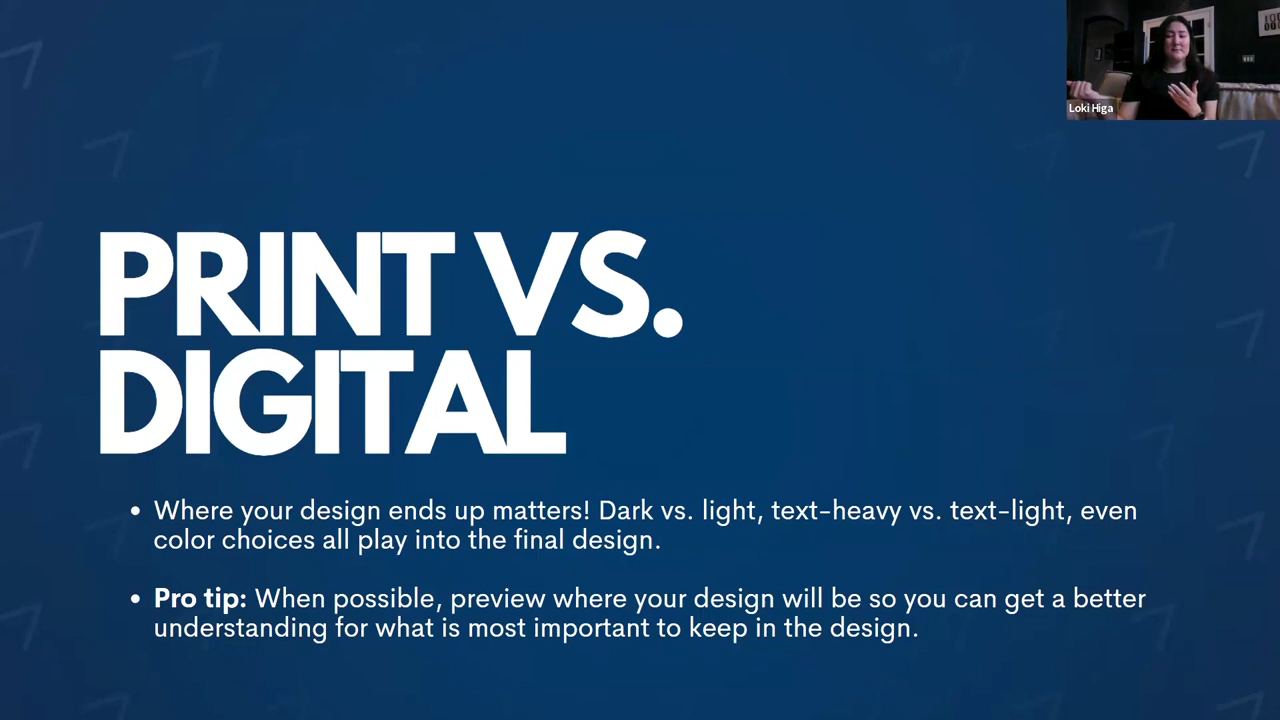 Loki Higa
PRINT VS.
DIGITAL
• Where your design ends up matters! Dark vs. light, text-heavy vs. text-light, even
color choices all play into the final design.
• Pro tip: When possible, preview where your design will be so you can get a better
understanding for what is most important to keep in the design.